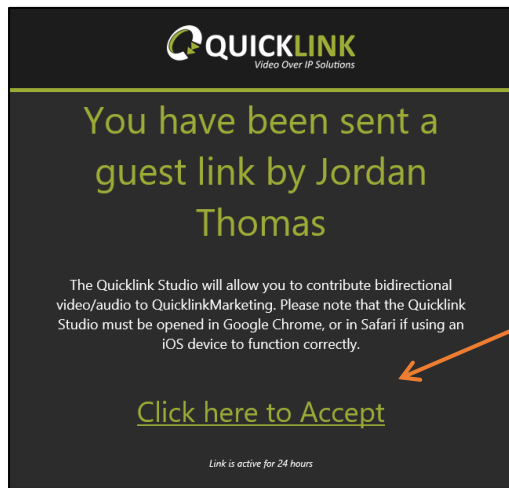 QUICKLINK
Video Over IP Solutions
You have been sent a
guest link by Jordan
Thomas
The Quicklink Studio will allow you to contribute bidirectional
video/audio to QuicklinkMarketing. Please note that the Quicklink
Studio must be opened in Google Chrome, or in Safari if using an
iOS device to function correctly.
Click here to Accept
Link is active for 24 hours